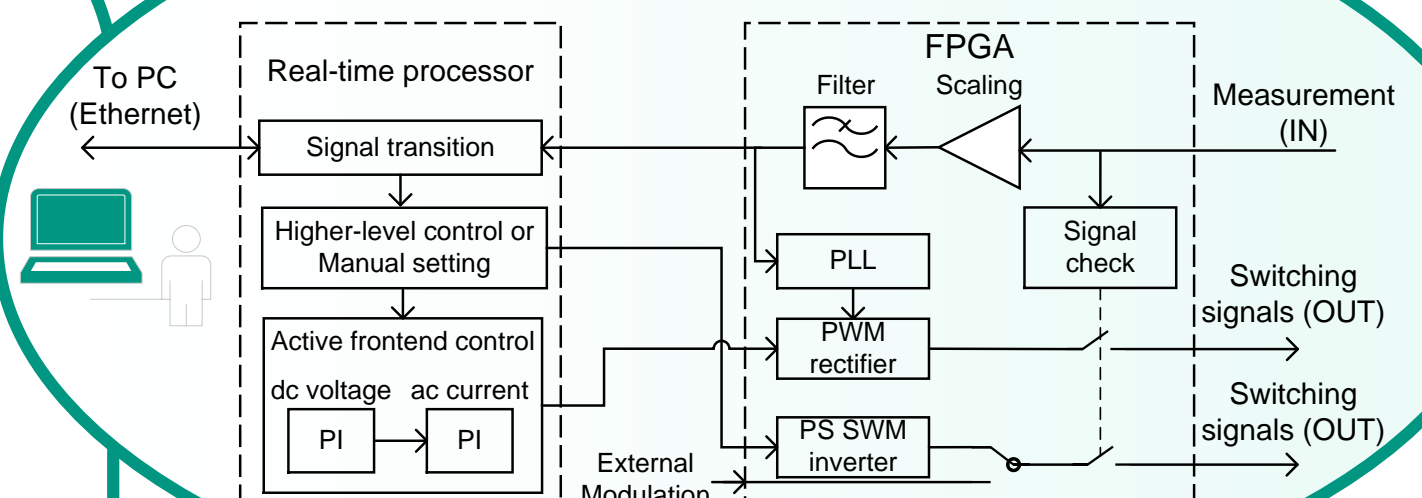 To PC
(Ethernet)
Real-time processor
Signal transition
Higher-level control or
Manual setting
Active frontend control
dc voltage
ac current
PI
PI
External
Modulation
FPGA
Filter
Scaling
PLL
Signal
check
PWM
rectifier
PS SWM
inverter
Measurement
(IN)
Switching
signals (OUT)
Switching
signals (OUT)